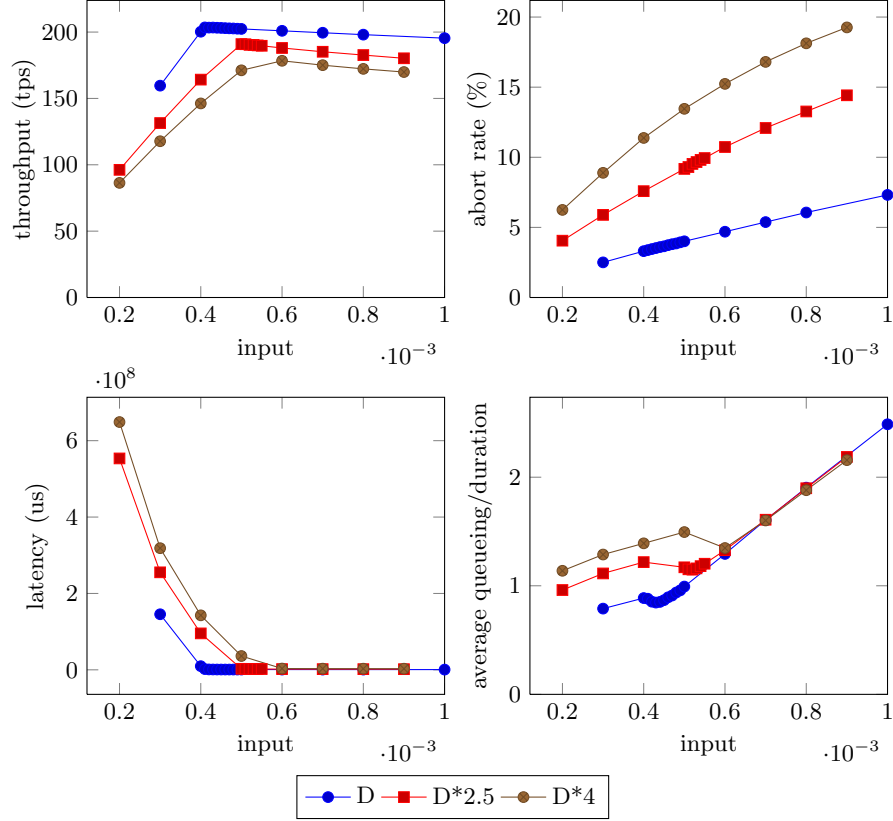 throughput (tps)
200
150
100
50
0
0.2 0.4 0.6 0.8 1
input
·10⁻³
abort rate (%)
20
15
10
5
0
0.2 0.4 0.6 0.8 1
input
·10⁻³
·10⁸
latency (us)
6
4
2
0
0.2 0.4 0.6 0.8 1
input
·10⁻³
average queueing/duration
2
1
0
0.2 0.4 0.6 0.8 1
input
·10⁻³
D D*2.5 D*4